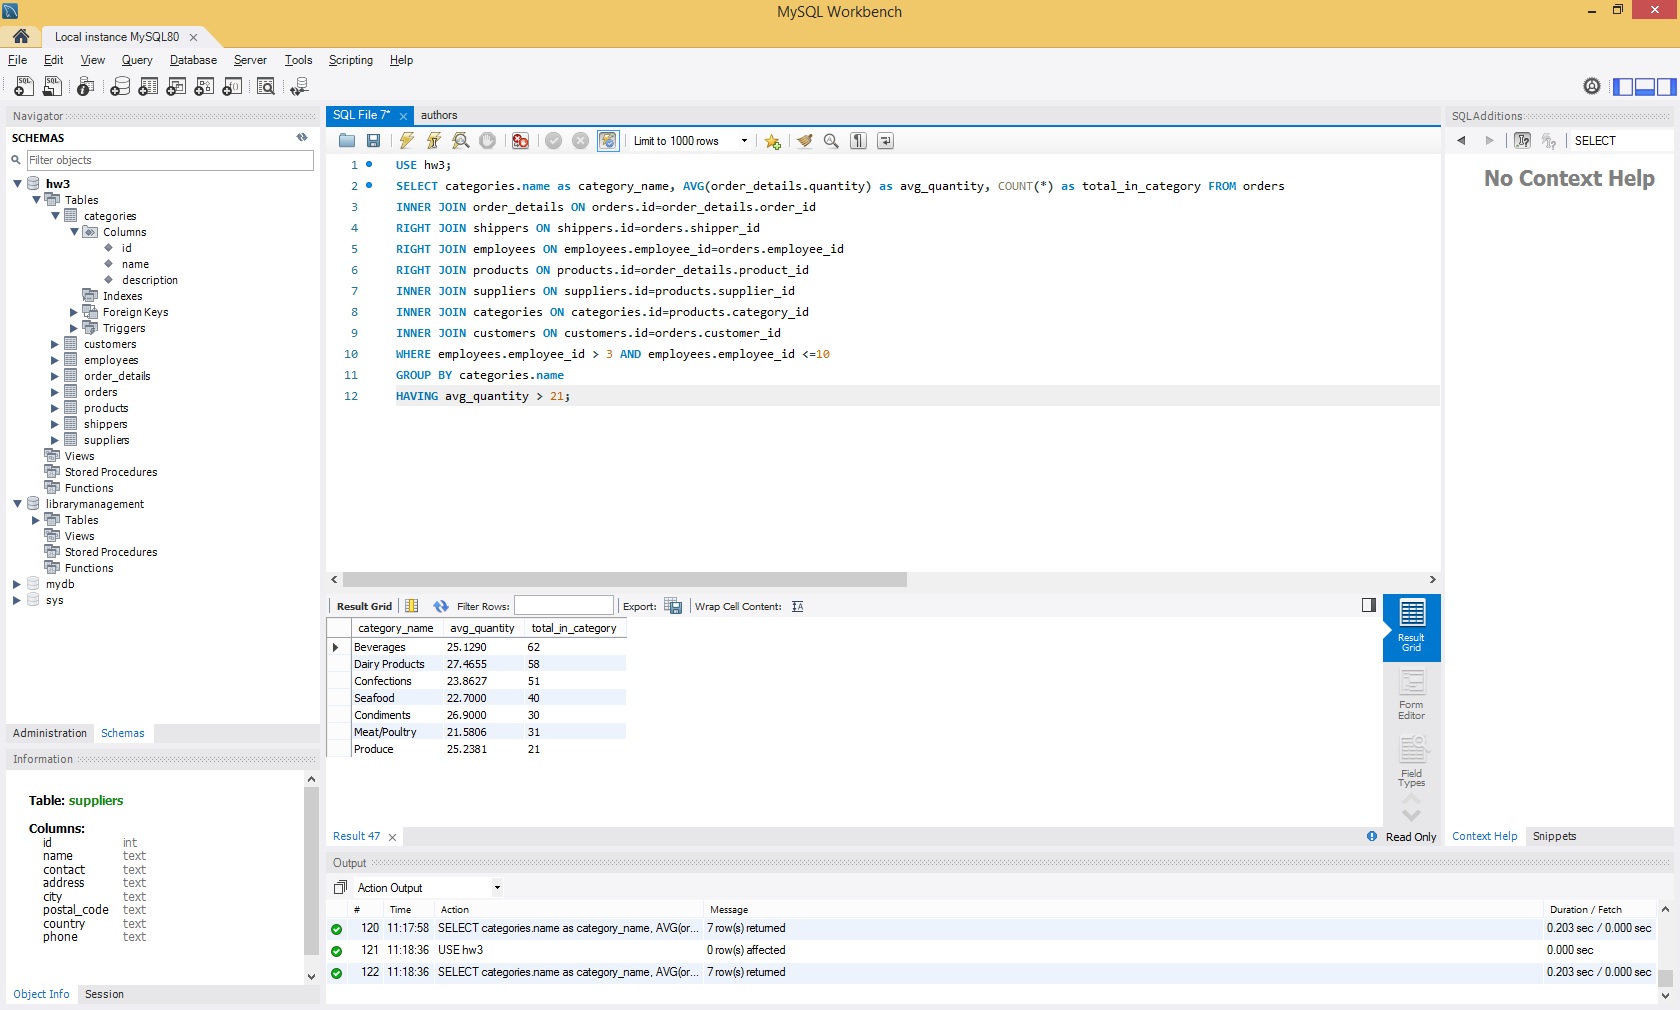 MySQL Workbench
Local instance MySQL80
File Edit View Query Database Server Tools Scripting Help
Navigator
SCHEMAS
Filter objects
hw3
Tables
categories
Columns
id
name
description
Indexes
Foreign Keys
Triggers
customers
employees
order_details
orders
products
shippers
suppliers
Views
Stored Procedures
Functions
librarymanagement
Tables
Views
Stored Procedures
Functions
mydb
sys
Administration Schemas
Information
Table: suppliers
Columns:
id int
name text
contact text
address text
city text
postal_code text
country text
phone text
Object Info Session
SQL File 7* authors
Limit to 1000 rows
1 USE hw3;
2 SELECT categories.name as category_name, AVG(order_details.quantity) as avg_quantity, COUNT(*) as total_in_category FROM orders
3 INNER JOIN order_details ON orders.id=order_details.order_id
4 RIGHT JOIN shippers ON shippers.id=orders.shipper_id
5 RIGHT JOIN employees ON employees.employee_id=orders.employee_id
6 RIGHT JOIN products ON products.id=order_details.product_id
7 INNER JOIN suppliers ON suppliers.id=products.supplier_id
8 INNER JOIN categories ON categories.id=products.category_id
9 INNER JOIN customers ON customers.id=orders.customer_id
10 WHERE employees.employee_id > 3 AND employees.employee_id <=10
11 GROUP BY categories.name
12 HAVING avg_quantity > 21;
Result Grid Filter Rows: Export: Wrap Cell Content:
category_name avg_quantity total_in_category
Beverages 25.1290 62
Dairy Products 27.4655 58
Confections 23.8627 51
Seafood 22.7000 40
Condiments 26.9000 30
Meat/Poultry 21.5806 31
Produce 25.2381 21
Result
Grid
Form
Editor
Field
Types
Result 47 Read Only
Output
Action Output
# Time Action Message Duration / Fetch
120 11:17:58 SELECT categories.name as category_name, AVG(or... 7 row(s) returned 0.203 sec / 0.000 sec
121 11:18:36 USE hw3 0 row(s) affected 0.000 sec
122 11:18:36 SELECT categories.name as category_name, AVG(or... 7 row(s) returned 0.203 sec / 0.000 sec
SQLAdditions
SELECT
No Context Help
Context Help Snippets